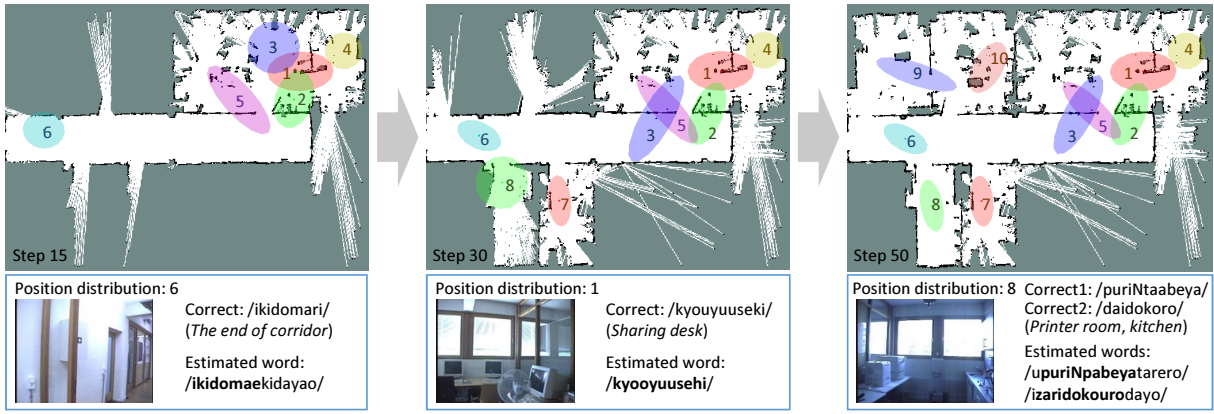 3
4
1
2
5
6
Step 15
4
1
5
2
3
6
8
7
Step 30
10
9
4
1
5
3
2
6
8
7
Step 50
Position distribution: 6
Correct: /ikidomari/
(The end of corridor)
Estimated word:
/ikidomaekidayao/
Position distribution: 1
Correct: /kyouyuuseki/
(Sharing desk)
Estimated word:
/kyooyuusehi/
Position distribution: 8
Correct1: /puriNtaabeya/
Correct2: /daidokoro/
(Printer room, kitchen)
Estimated words:
/upuriNpabeyatarero/
/izaridokourodayo/